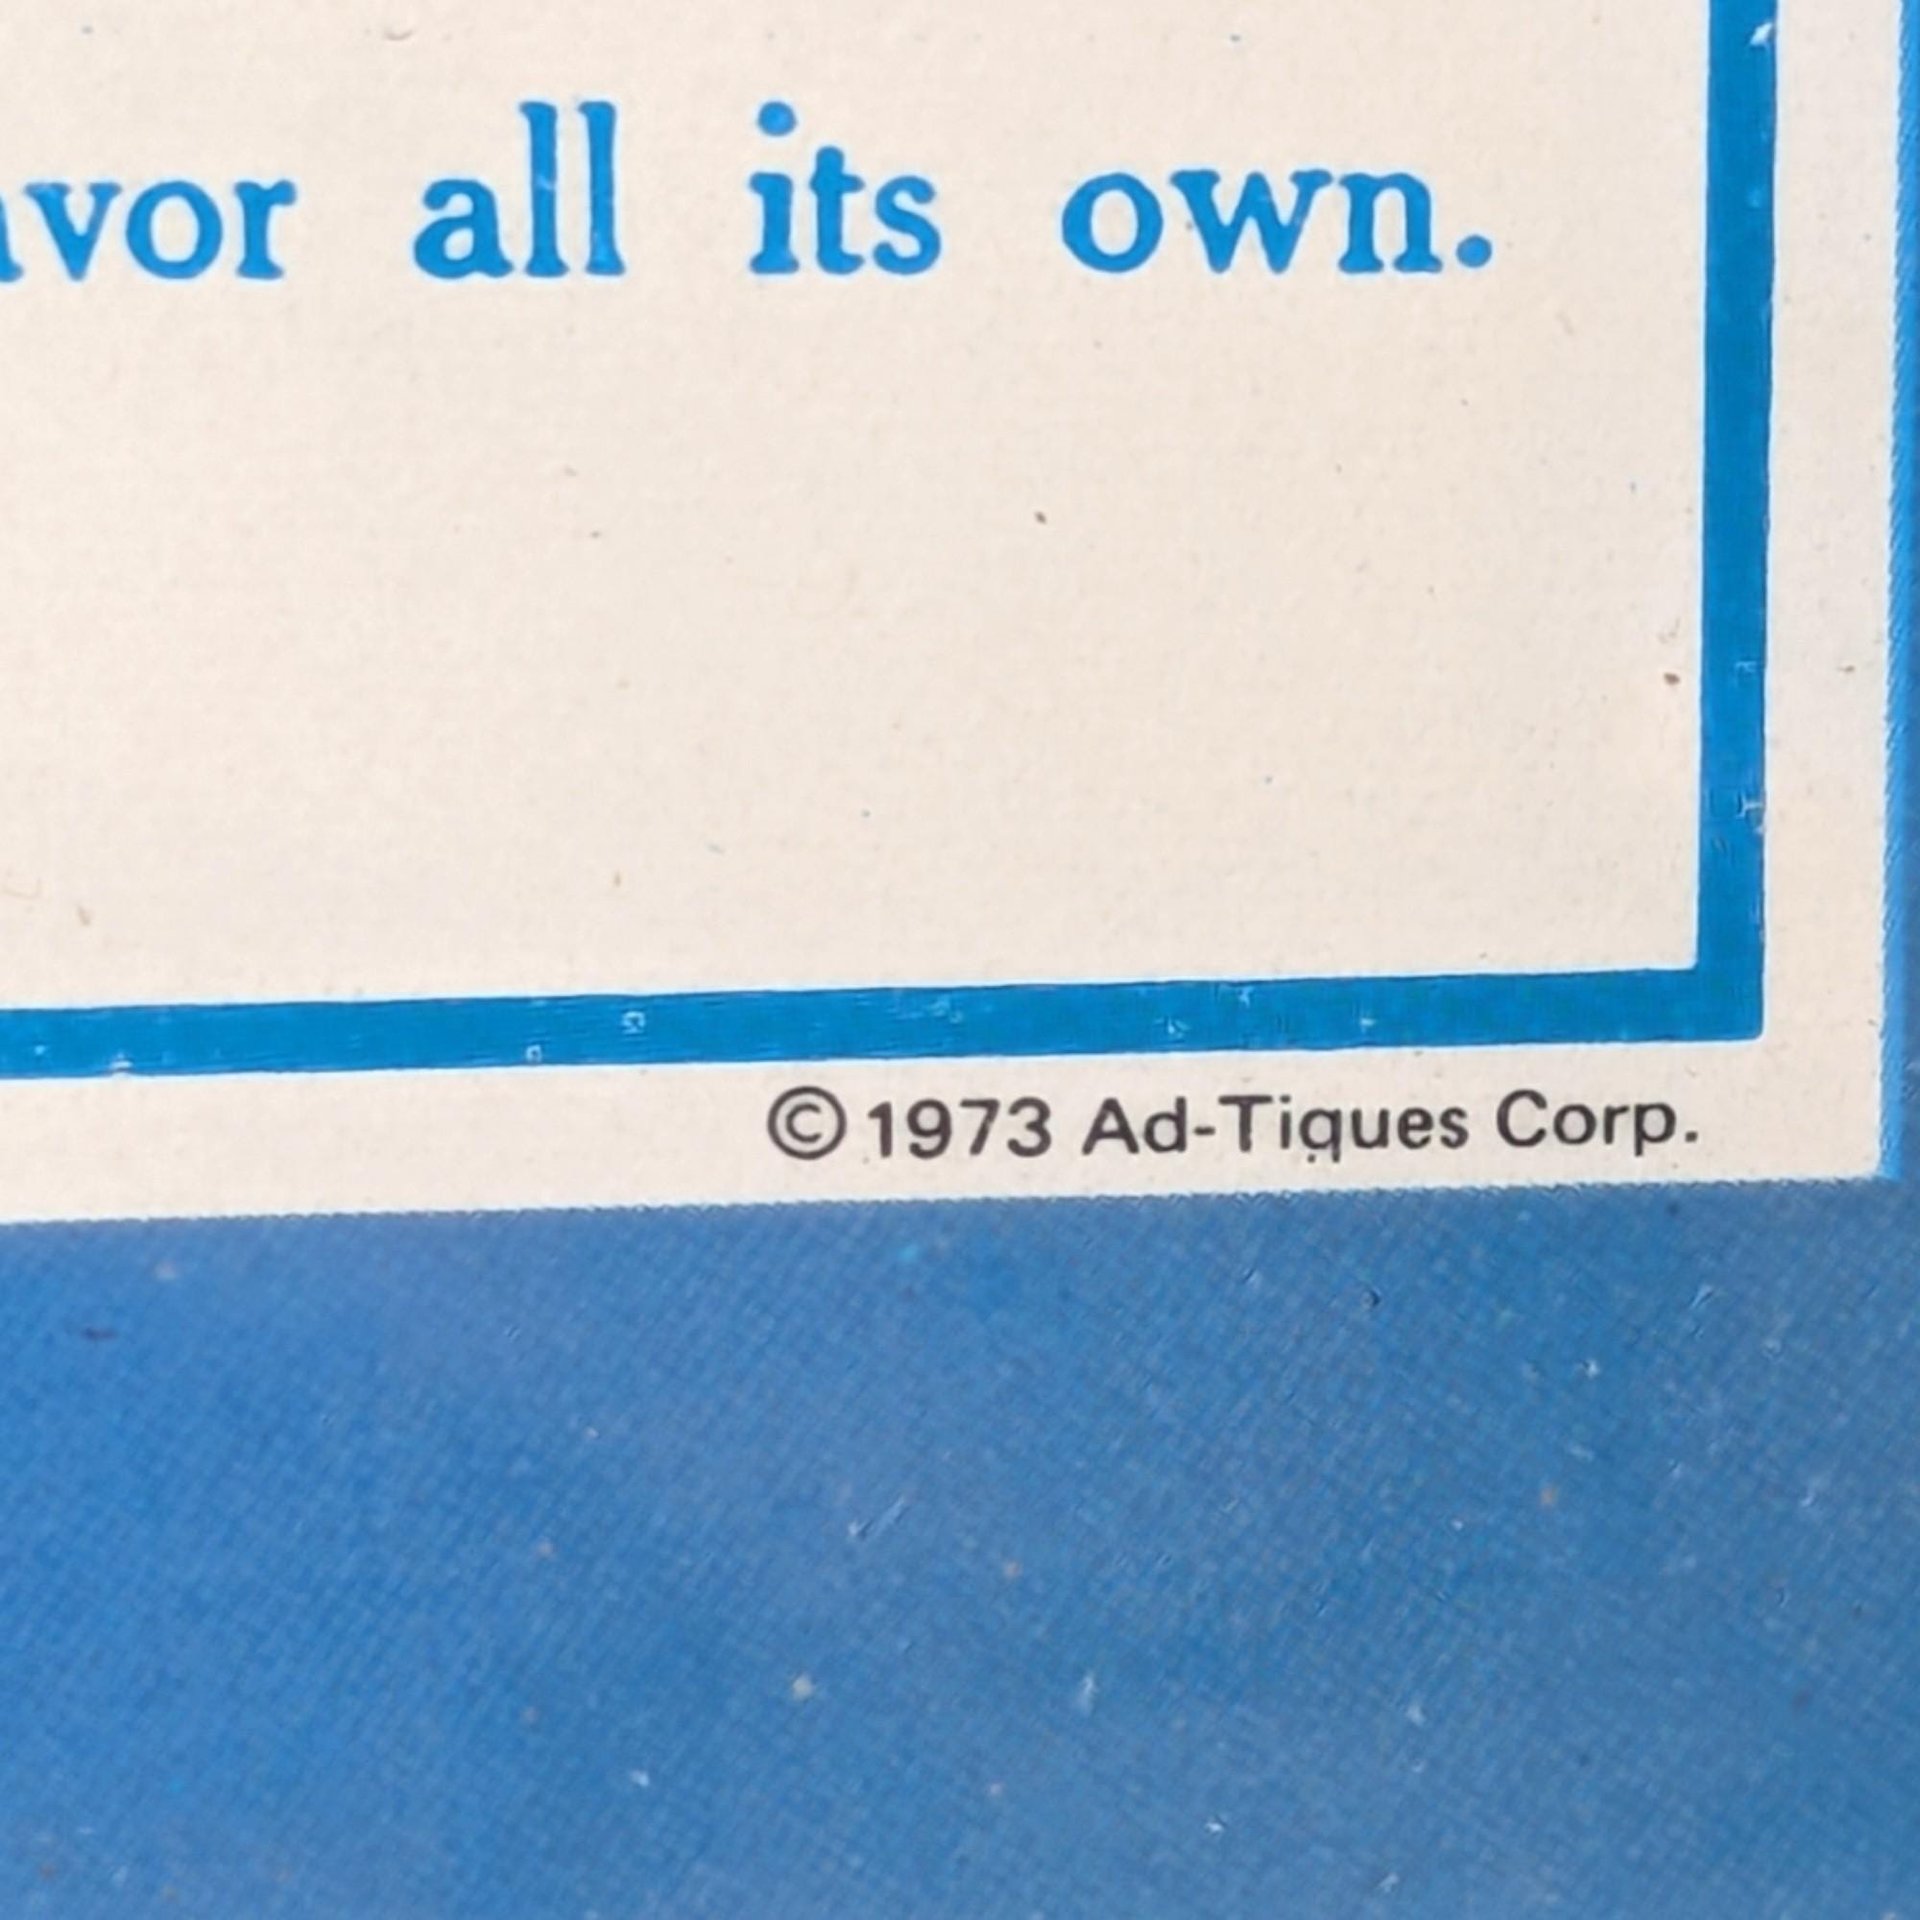 avor all its own.
©1973 Ad-Tiques Corp.